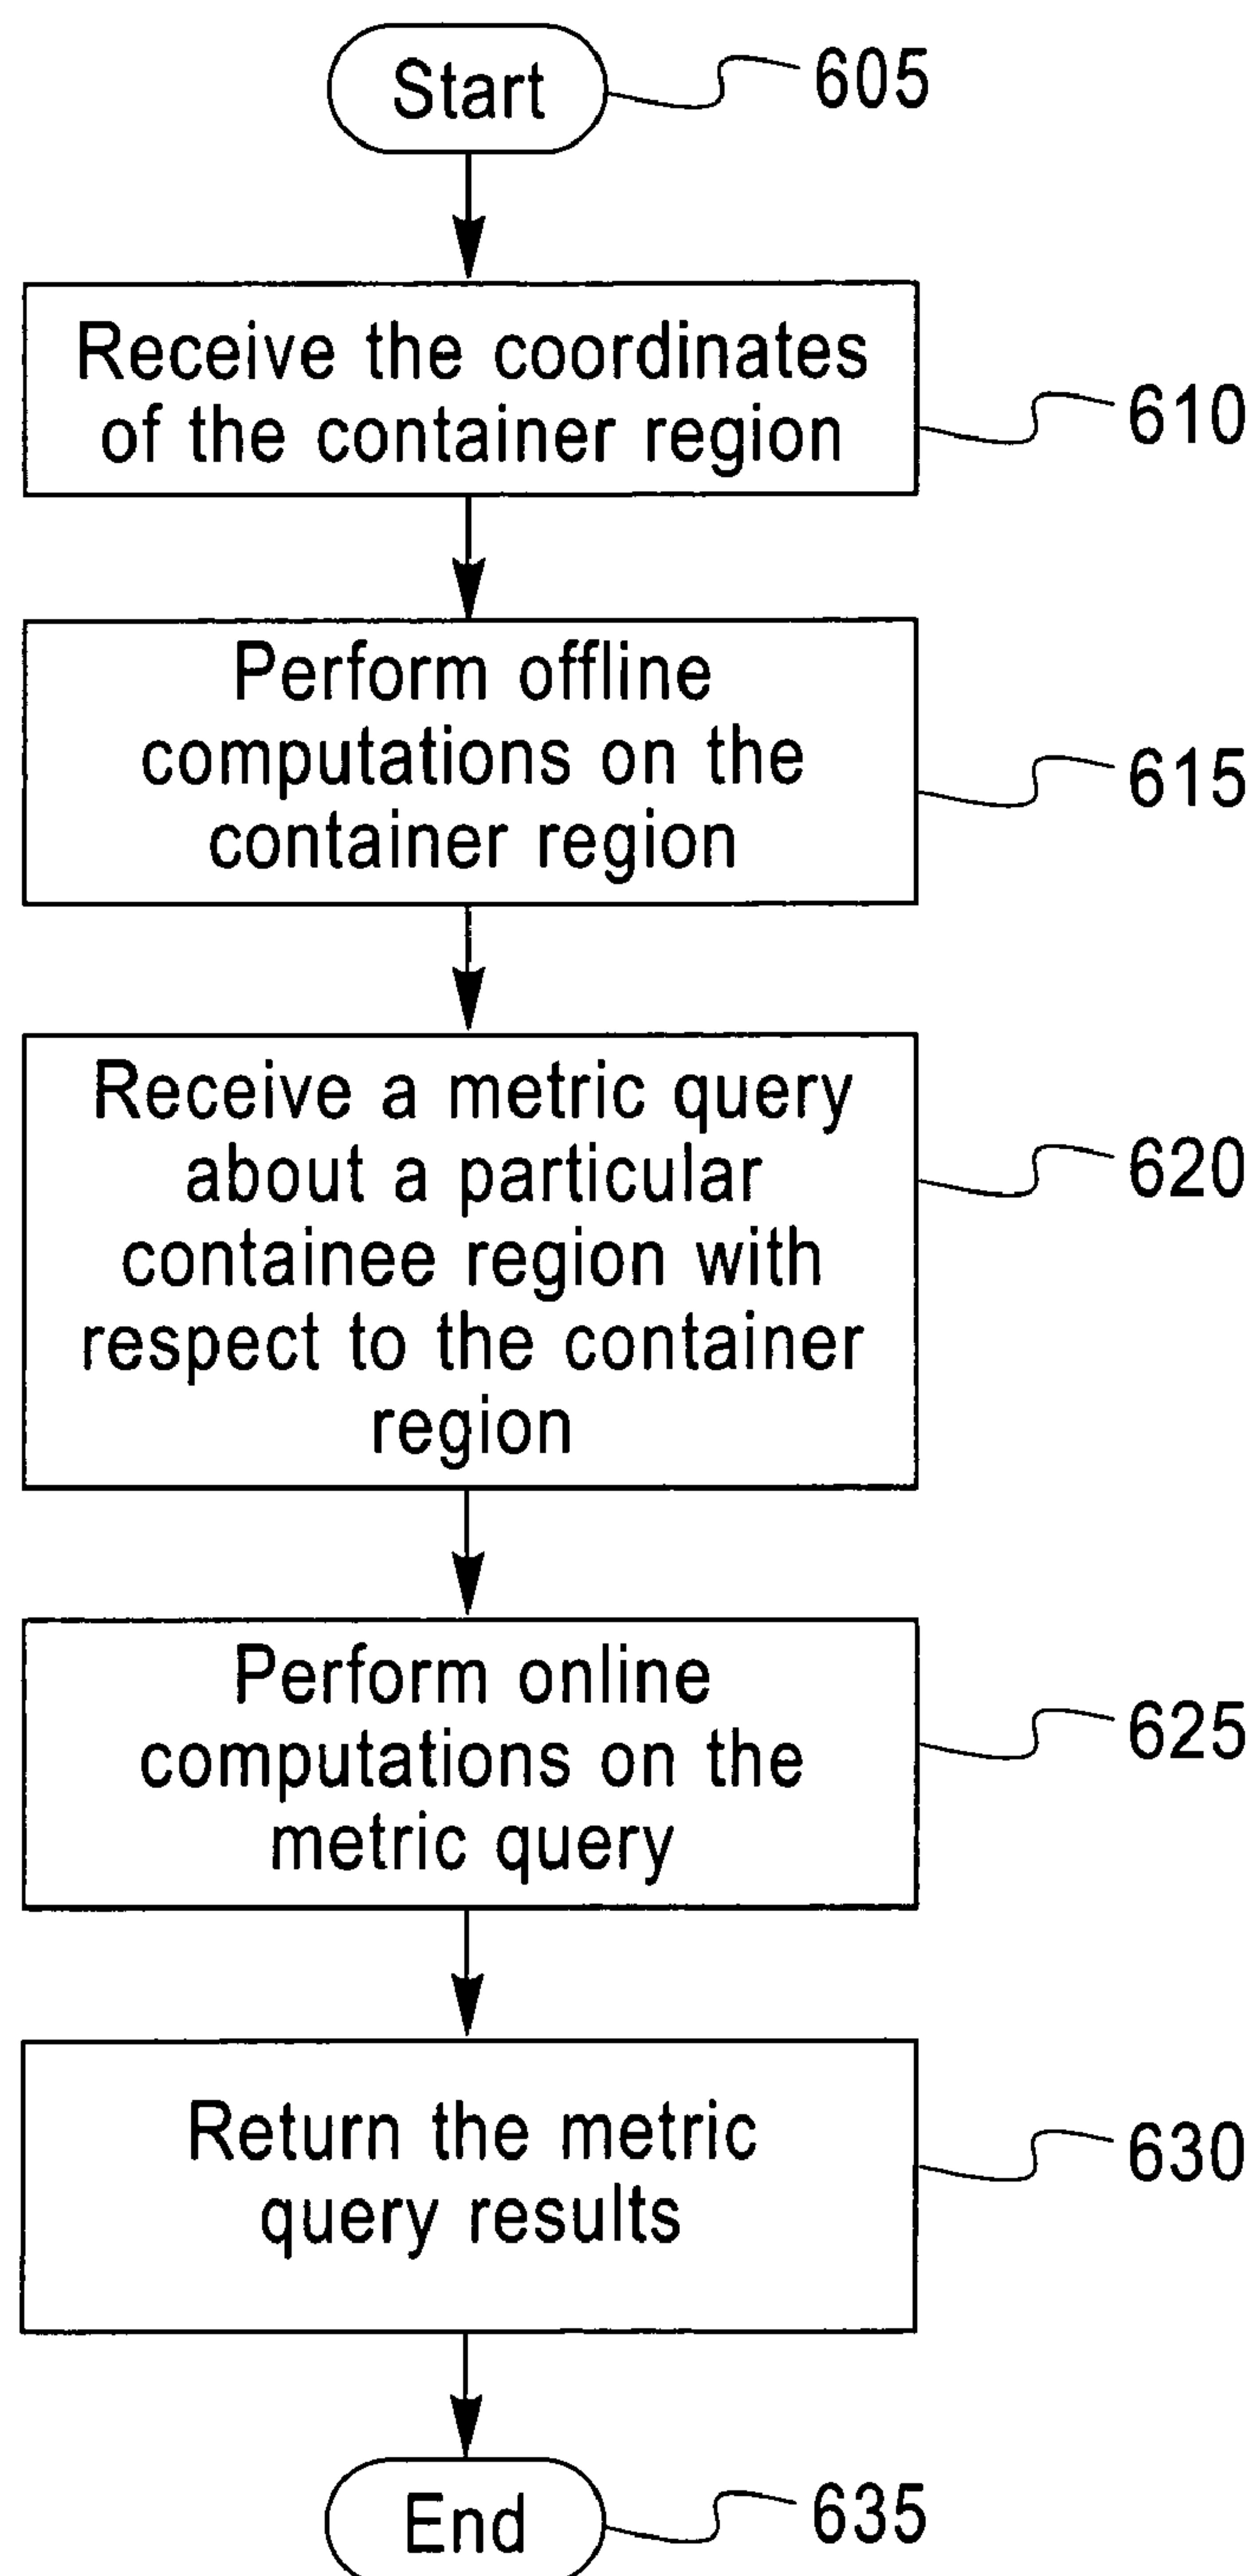 Start
605
Receive the coordinates
of the container region
610
Perform offline
computations on the
container region
615
Receive a metric query
about a particular
containee region with
respect to the container
region
620
Perform online
computations on the
metric query
625
Return the metric
query results
630
End
635